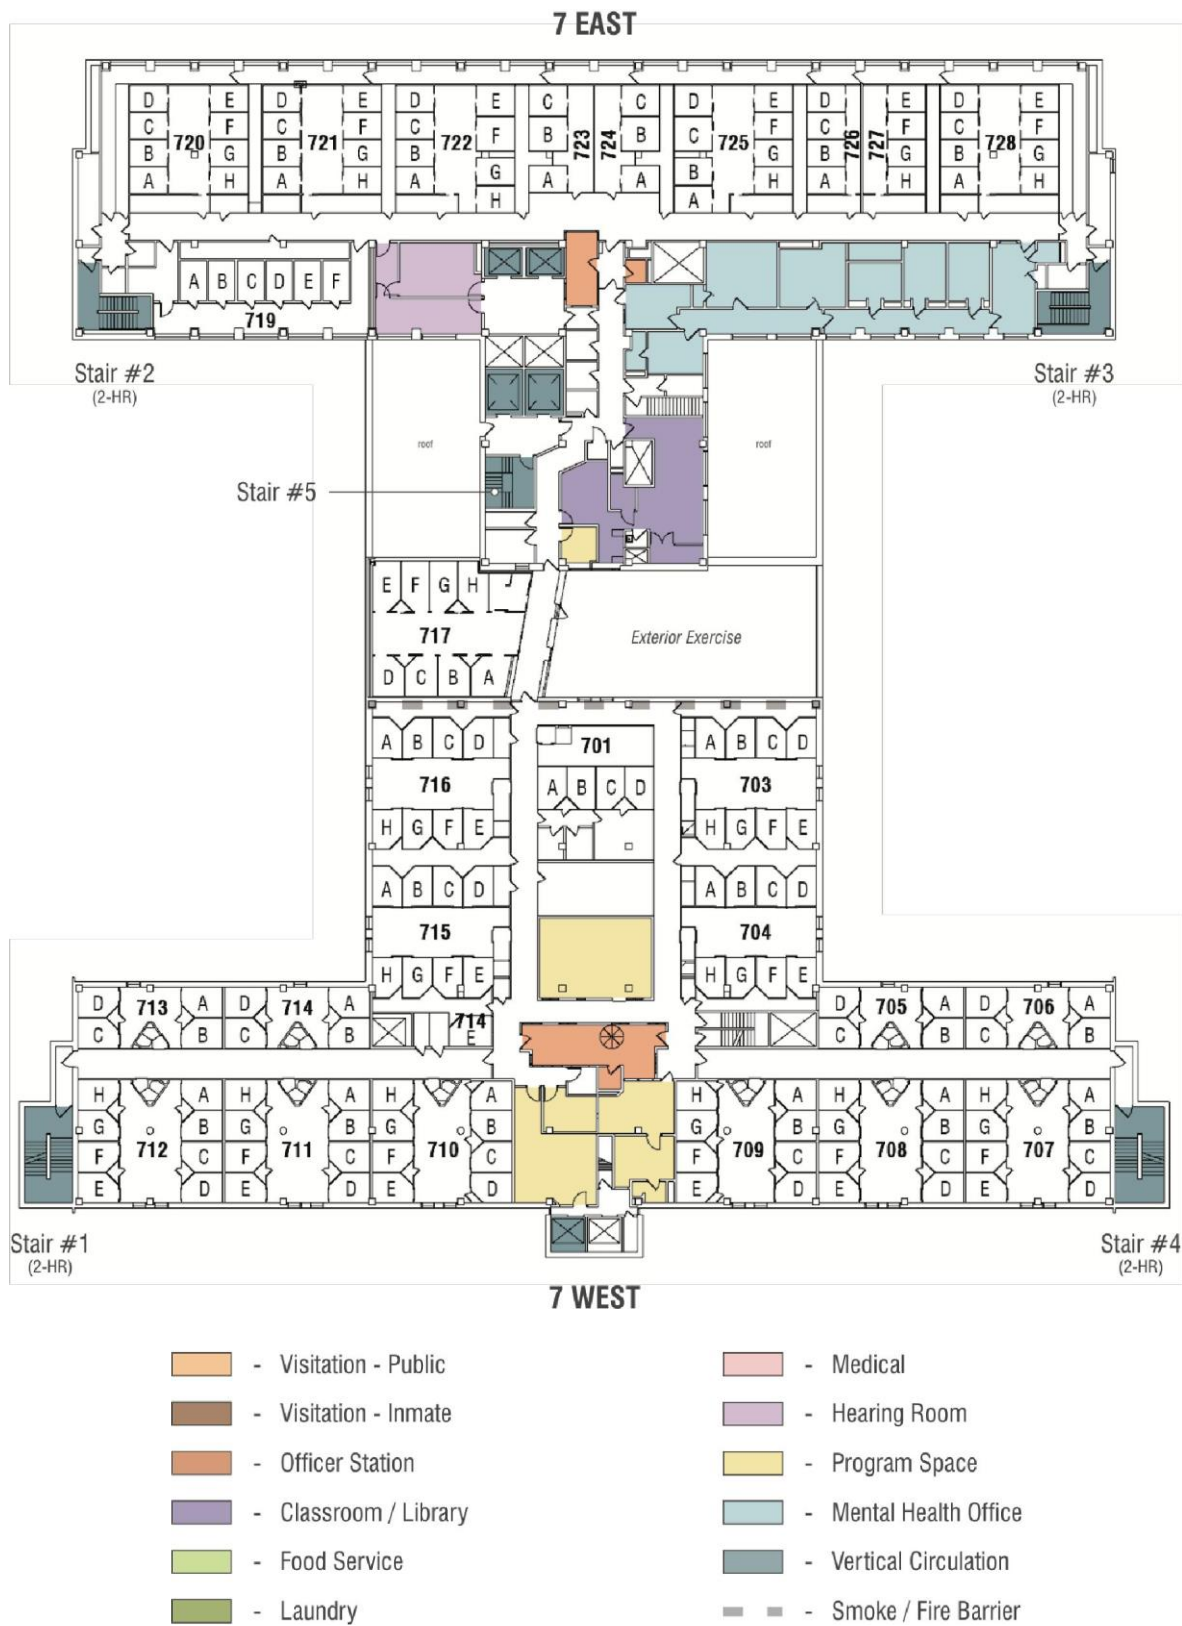 7 EAST
D E D E D E C C D E D E D E
C F C F C F B B C F C F C F
720 721 722 723 724 725 726 727 728
B G B G B G A A B G B G B G
A H A H A H A H A H A H
A B C D E F
719
Stair #2
(2-HR)
Stair #3
(2-HR)
roof
roof
Stair #5
E F G H
717
Exterior Exercise
D C B A
A B C D
701
A B C D
716
A B C D
703
H G F E
H G F E
A B C D
A B C D
715
704
H G F E
H G F E
D 713 A D 714 A
714
E
D 705 A D 706 A
C B C B
C B C B
H A H A H A
H A H A H A
G B G B G B
G B G B G B
712 711 710
709 708 707
F C F C F C
F C F C F C
E D E D E D
E D E D E D
Stair #1
(2-HR)
Stair #4
(2-HR)
7 WEST
- Visitation - Public
- Medical
- Visitation - Inmate
- Hearing Room
- Officer Station
- Program Space
- Classroom / Library
- Mental Health Office
- Food Service
- Vertical Circulation
- Laundry
- Smoke / Fire Barrier